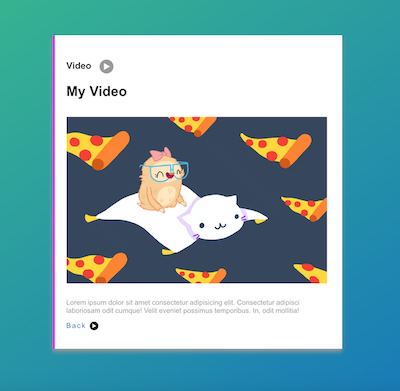 Video
My Video
Lorem ipsum dolor sit amet consectetur adipisicing elit. Consectetur adipisci
laboriosam odit cumque! Velit eveniet possimus temporibus. In, odit mollitia!
Back